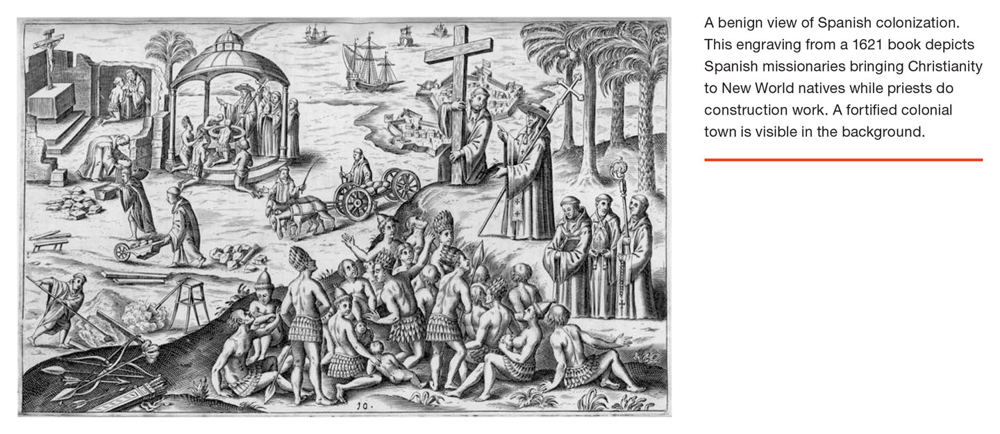 A benign view of Spanish colonization.
This engraving from a 1621 book depicts
Spanish missionaries bringing Christianity
to New World natives while priests do
construction work. A fortified colonial
town is visible in the background.
10.